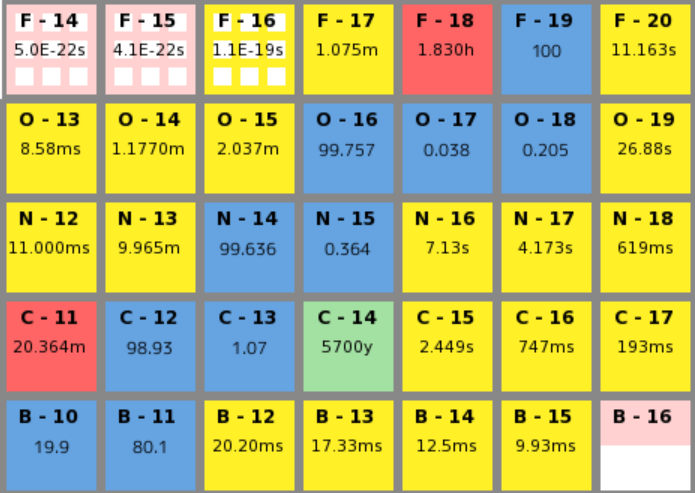 F - 14 F - 15 F - 16 F - 17 F - 18 F - 19 F - 20
5.0E-22s 4.1E-22s 1.1E-19s 1.075m 1.830h 100 11.163s
O - 13 O - 14 O - 15 O - 16 O - 17 O - 18 O - 19
8.58ms 1.1770m 2.037m 99.757 0.038 0.205 26.88s
N - 12 N - 13 N - 14 N - 15 N - 16 N - 17 N - 18
11.000ms 9.965m 99.636 0.364 7.13s 4.173s 619ms
C - 11 C - 12 C - 13 C - 14 C - 15 C - 16 C - 17
20.364m 98.93 1.07 5700y 2.449s 747ms 193ms
B - 10 B - 11 B - 12 B - 13 B - 14 B - 15 B - 16
19.9 80.1 20.20ms 17.33ms 12.5ms 9.93ms